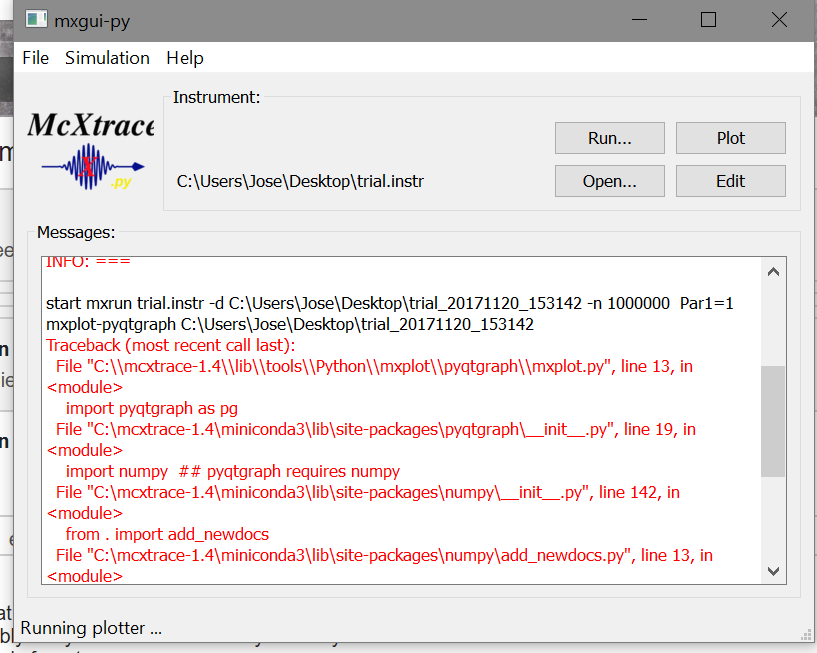 mxgui-py
File Simulation Help
Instrument:
McXtrace
.py
Run... Plot
C:\Users\Jose\Desktop\trial.instr
Open... Edit
Messages:
INFO: ===
start mxrun trial.instr -d C:\Users\Jose\Desktop\trial_20171120_153142 -n 1000000  Par1=1
mxplot-pyqtgraph C:\Users\Jose\Desktop\trial_20171120_153142
Traceback (most recent call last):
File "C:\\mcxtrace-1.4\\lib\\tools\\Python\\mxplot\\pyqtgraph\\mxplot.py", line 13, in
<module>
import pyqtgraph as pg
File "C:\mcxtrace-1.4\miniconda3\lib\site-packages\pyqtgraph\__init__.py", line 19, in
<module>
import numpy  ## pyqtgraph requires numpy
File "C:\mcxtrace-1.4\miniconda3\lib\site-packages\numpy\__init__.py", line 142, in
<module>
from . import add_newdocs
File "C:\mcxtrace-1.4\miniconda3\lib\site-packages\numpy\add_newdocs.py", line 13, in
<module>
Running plotter ...